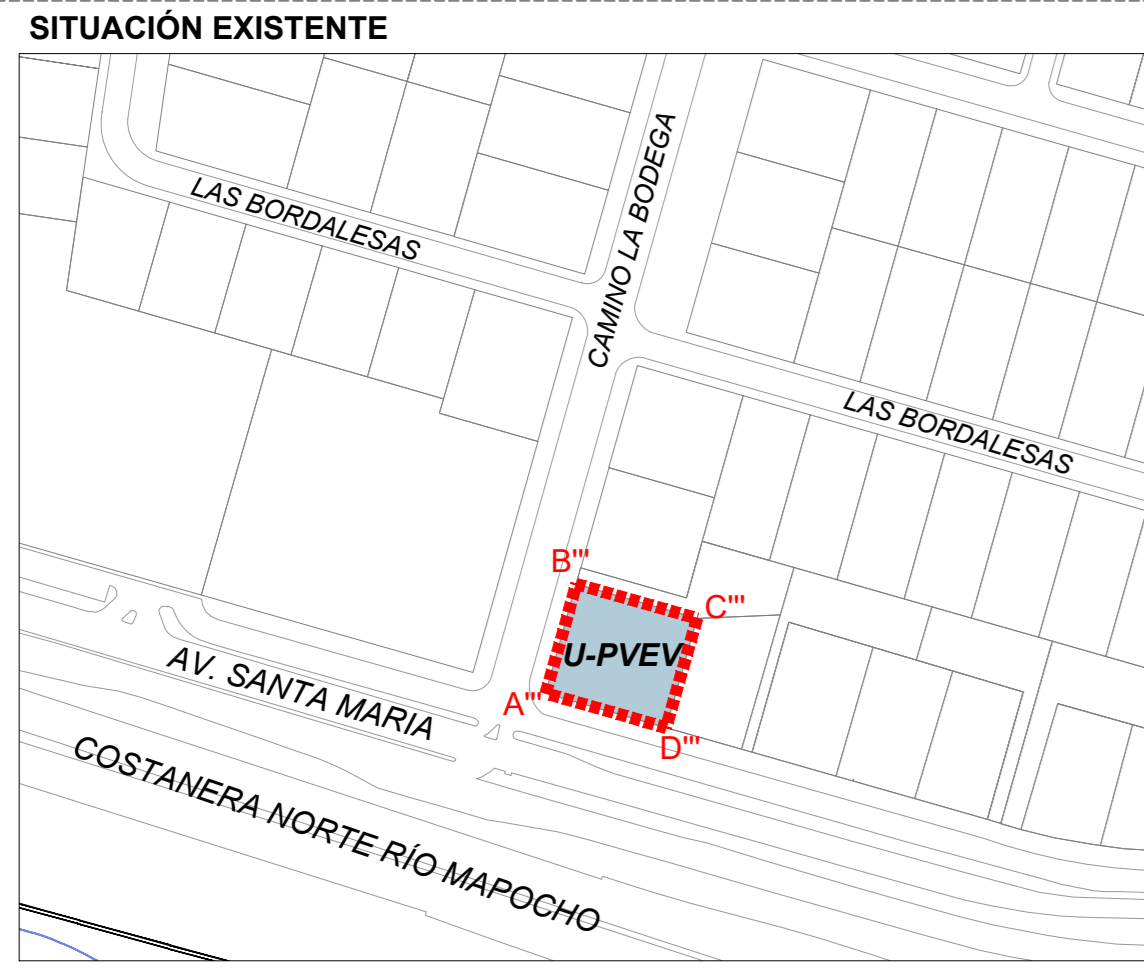 SITUACIÓN EXISTENTE
LAS BORDALESAS
CAMINO LA BODEGA
LAS BORDALESAS
B'''
C'''
U-PVEV
A'''
D'''
AV. SANTA MARIA
COSTANERA NORTE RÍO MAPOCHO